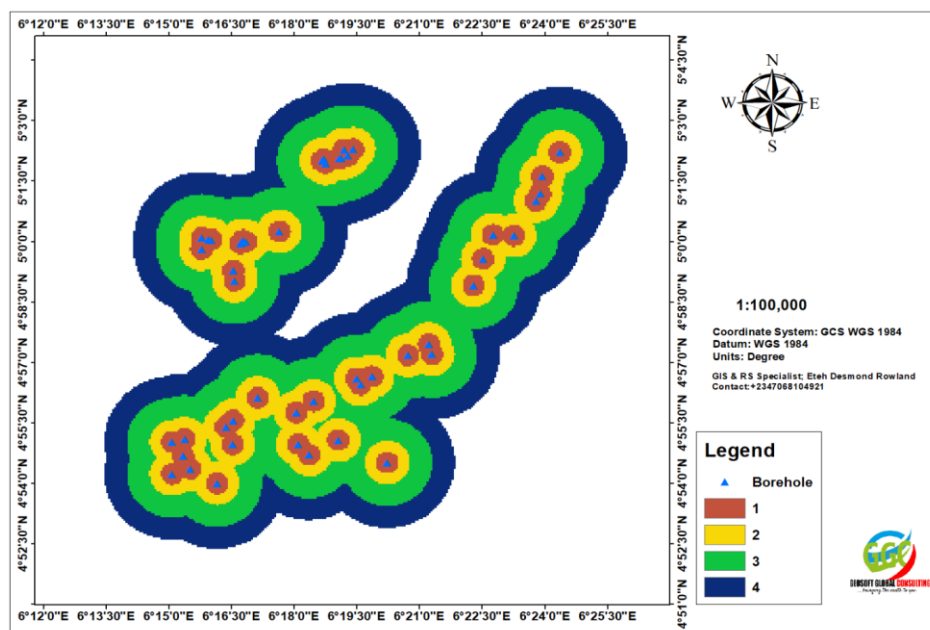 6°12'0"E 6°13'30"E 6°15'0"E 6°16'30"E 6°18'0"E 6°19'30"E 6°21'0"E 6°22'30"E 6°24'0"E 6°25'30"E
5°4'30"N
5°3'0"N
5°1'30"N
5°0'0"N
4°58'30"N
4°57'0"N
4°55'30"N
4°54'0"N
4°52'30"N
4°51'0"N
6°12'0"E 6°13'30"E 6°15'0"E 6°16'30"E 6°18'0"E 6°19'30"E 6°21'0"E 6°22'30"E 6°24'0"E 6°25'30"E
N
W E
S
1:100,000
Coordinate System: GCS WGS 1984
Datum: WGS 1984
Units: Degree
GIS & RS Specialist; Eteh Desmond Rowland
Contact:+2347068104921
Legend
Borehole
1
2
3
4
GGC
GEOSOFT GLOBAL CONSULTING